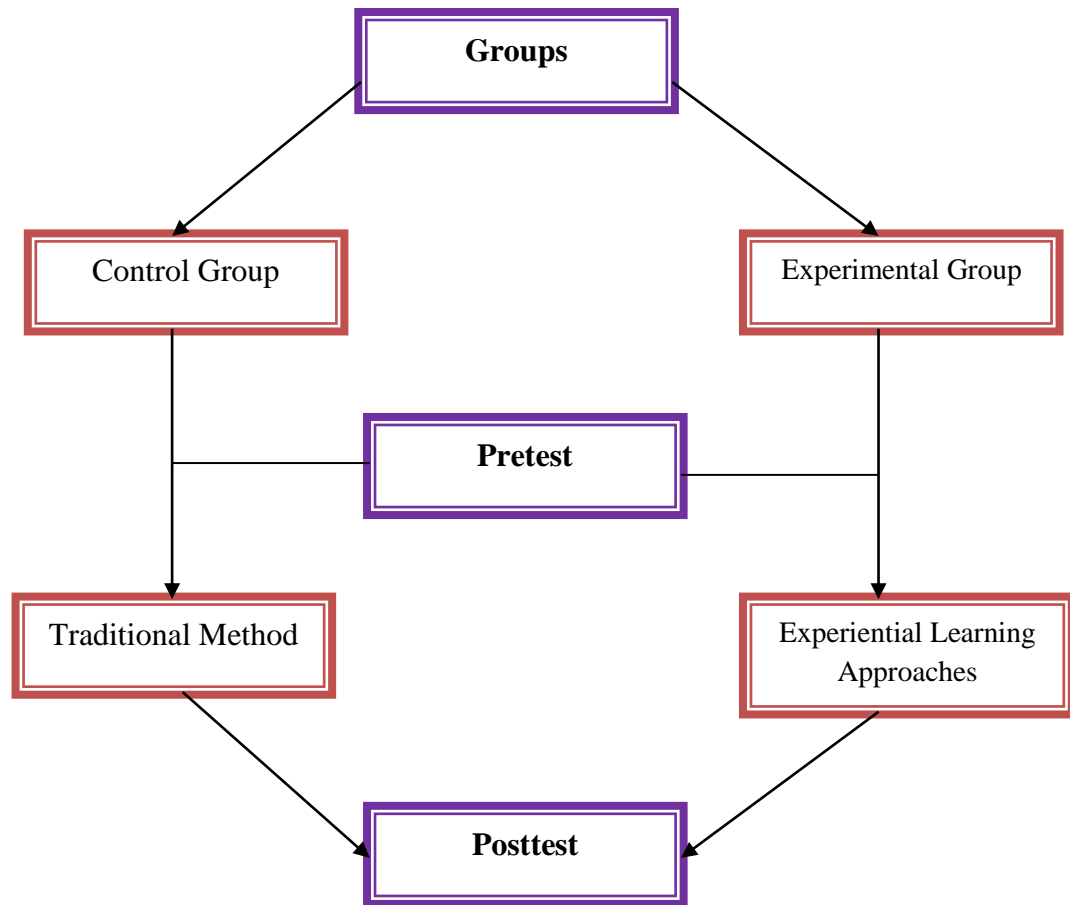 Groups
Control Group
Experimental Group
Pretest
Traditional Method
Experiential Learning
Approaches
Posttest